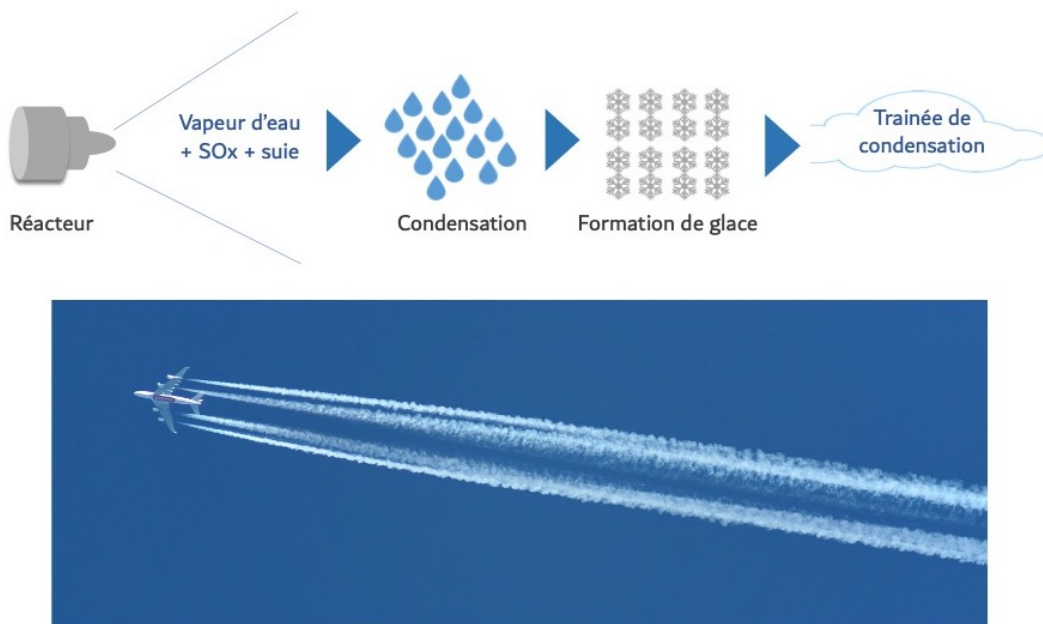 Vapeur d'eau
+ SOx + suie
Trainée de
condensation
Réacteur
Condensation
Formation de glace